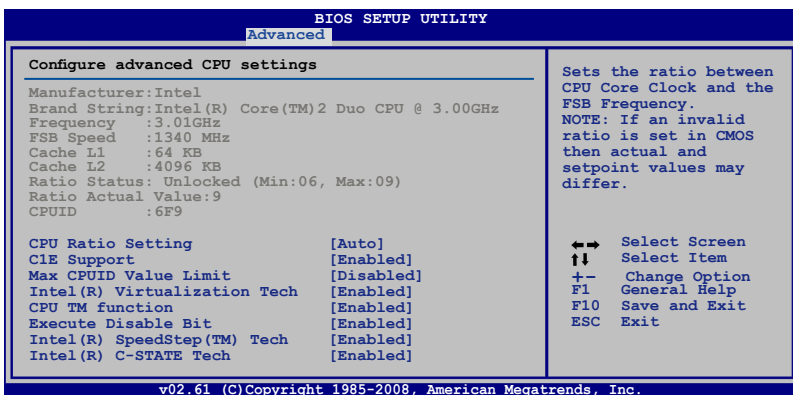 BIOS SETUP UTILITY
Advanced
Configure advanced CPU settings
Manufacturer:Intel
Brand String:Intel(R) Core(TM)2 Duo CPU @ 3.00GHz
Frequency :3.01GHz
FSB Speed :1340 MHz
Cache L1 :64 KB
Cache L2 :4096 KB
Ratio Status: Unlocked (Min:06, Max:09)
Ratio Actual Value:9
CPUID :6F9
CPU Ratio Setting [Auto]
C1E Support [Enabled]
Max CPUID Value Limit [Disabled]
Intel(R) Virtualization Tech [Enabled]
CPU TM function [Enabled]
Execute Disable Bit [Enabled]
Intel(R) SpeedStep(TM) Tech [Enabled]
Intel(R) C-STATE Tech [Enabled]
Sets the ratio between
CPU Core Clock and the
FSB Frequency.
NOTE: If an invalid
ratio is set in CMOS
then actual and
setpoint values may
differ.
←→ Select Screen
↑↓ Select Item
+- Change Option
F1 General Help
F10 Save and Exit
ESC Exit
v02.61 (C)Copyright 1985-2008, American Megatrends, Inc.